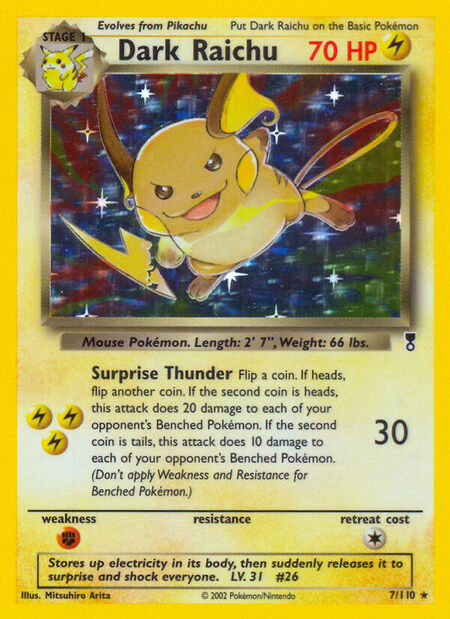 Evolves from Pikachu Put Dark Raichu on the Basic Pokémon
STAGE 1
Dark Raichu 70 HP
Mouse Pokémon. Length: 2' 7", Weight: 66 lbs.
Surprise Thunder Flip a coin. If heads,
flip another coin. If the second coin is heads,
this attack does 20 damage to each of your
opponent's Benched Pokémon. If the second
coin is tails, this attack does 10 damage to
each of your opponent's Benched Pokémon.
(Don't apply Weakness and Resistance for
Benched Pokémon.)
30
weakness resistance retreat cost
Stores up electricity in its body, then suddenly releases it to
surprise and shock everyone. LV. 31 #26
Illus. Mitsuhiro Arita © 2002 Pokémon/Nintendo 7/110 ★